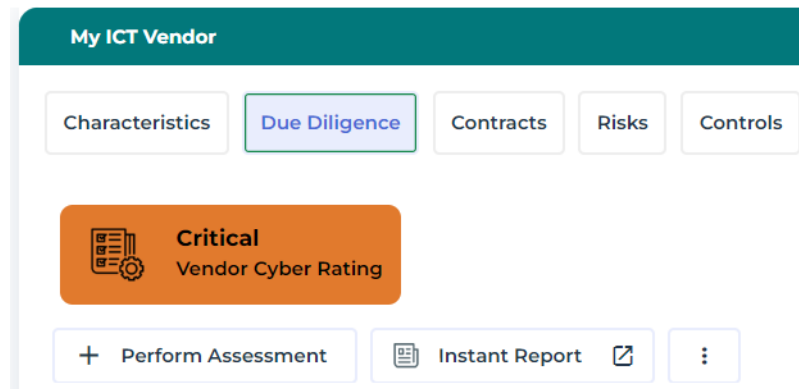 My ICT Vendor
Characteristics Due Diligence Contracts Risks Controls
Critical
Vendor Cyber Rating
+ Perform Assessment Instant Report